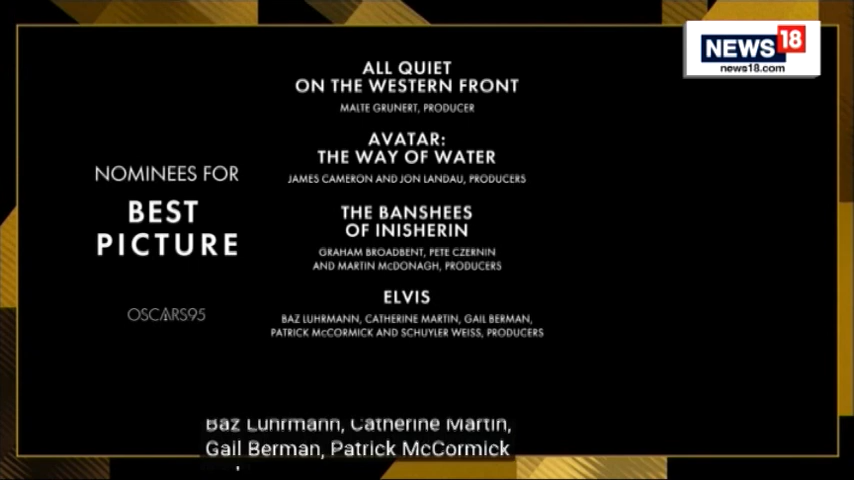 NEWS 18
news18.com
NOMINEES FOR
BEST
PICTURE
OSCARS95
ALL QUIET
ON THE WESTERN FRONT
MALTE GRUNERT, PRODUCER
AVATAR:
THE WAY OF WATER
JAMES CAMERON AND JON LANDAU, PRODUCERS
THE BANSHEES
OF INISHERIN
GRAHAM BROADBENT, PETE CZERNIN
AND MARTIN McDONAGH, PRODUCERS
ELVIS
BAZ LUHRMANN, CATHERINE MARTIN, GAIL BERMAN,
PATRICK McCORMICK AND SCHUYLER WEISS, PRODUCERS
Baz Luhrmann, Catherine Martin,
Gail Berman, Patrick McCormick